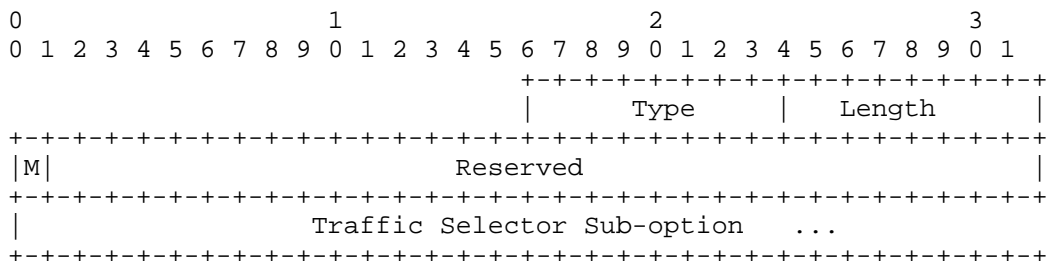 0                   1                   2                   3
0 1 2 3 4 5 6 7 8 9 0 1 2 3 4 5 6 7 8 9 0 1 2 3 4 5 6 7 8 9 0 1
                                +-+-+-+-+-+-+-+-+-+-+-+-+-+-+-+-+
                                |      Type     |   Length      |
+-+-+-+-+-+-+-+-+-+-+-+-+-+-+-+-+-+-+-+-+-+-+-+-+-+-+-+-+-+-+-+-+
|M|                         Reserved                            |
+-+-+-+-+-+-+-+-+-+-+-+-+-+-+-+-+-+-+-+-+-+-+-+-+-+-+-+-+-+-+-+-+
|                  Traffic Selector Sub-option   ...
+-+-+-+-+-+-+-+-+-+-+-+-+-+-+-+-+-+-+-+-+-+-+-+-+-+-+-+-+-+-+-+-+